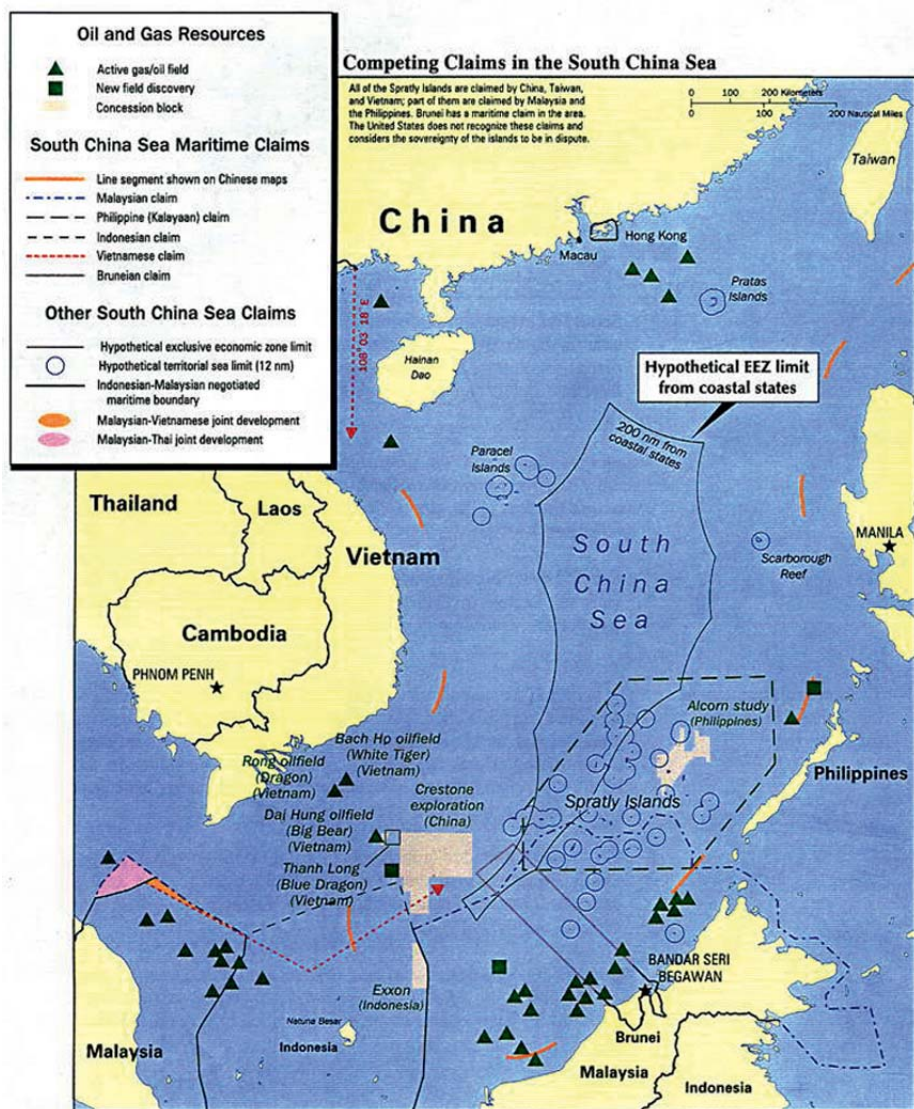 Oil and Gas Resources
Active gas/oil field
New field discovery
Concession block
South China Sea Maritime Claims
Line segment shown on Chinese maps
Malaysian claim
Philippine (Kalayaan) claim
Indonesian claim
Vietnamese claim
Bruneian claim
Other South China Sea Claims
Hypothetical exclusive economic zone limit
Hypothetical territorial sea limit (12 nm)
Indonesian-Malaysian negotiated
maritime boundary
Malaysian-Vietnamese joint development
Malaysian-Thai joint development
Competing Claims in the South China Sea
All of the Spratly Islands are claimed by China, Taiwan,
and Vietnam; part of them are claimed by Malaysia and
the Philippines. Brunei has a maritime claim in the area.
The United States does not recognize these claims and
considers the sovereignty of the islands to be in dispute.
0 100 200 Kilometers
0 100 200 Nautical Miles
Taiwan
China
Hong Kong
Macau
Pratas
Islands
108° 03' 18" E
Hainan
Dao
Hypothetical EEZ limit
from coastal states
200 nm from
coastal states
Paracel
Islands
Thailand
Laos
Vietnam
South
China
Sea
Scarborough
Reef
MANILA
Cambodia
PHNOM PENH
Alcorn study
(Philippines)
Bach Ho oilfield
(White Tiger)
(Vietnam)
Rong oilfield
(Dragon)
(Vietnam)
Philippines
Crestone
exploration
(China)
Spratly Islands
Dai Hung oilfield
(Big Bear)
(Vietnam)
Thanh Long
(Blue Dragon)
(Vietnam)
BANDAR SERI
BEGAWAN
Exxon
(Indonesia)
Natuna Besar
Indonesia
Malaysia
Brunei
Malaysia
Indonesia